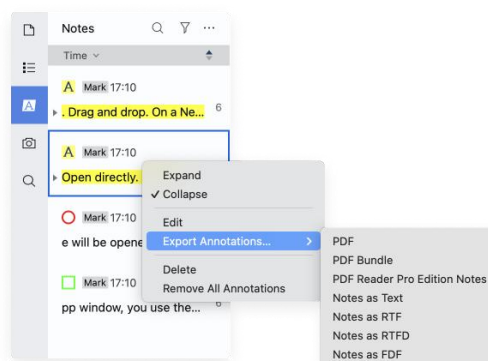 Notes
Time
A Mark 17:10
. Drag and drop. On a Ne... 6
A Mark 17:10
Open directly.
Mark 17:10
e will be opene
Mark 17:10
pp window, you use the... 6
Expand
✓ Collapse
Edit
Export Annotations...
Delete
Remove All Annotations
PDF
PDF Bundle
PDF Reader Pro Edition Notes
Notes as Text
Notes as RTF
Notes as RTFD
Notes as FDF